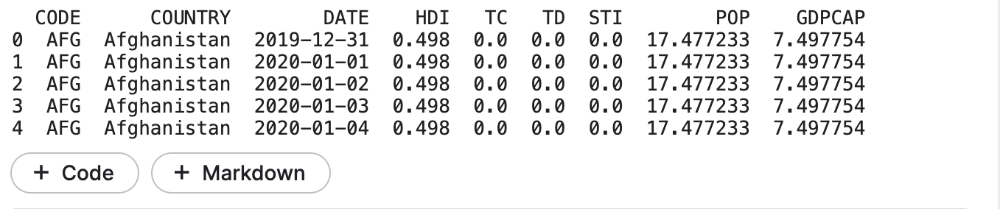 CODE COUNTRY DATE HDI TC TD STI POP GDPCAP
0 AFG Afghanistan 2019-12-31 0.498 0.0 0.0 0.0 17.477233 7.497754
1 AFG Afghanistan 2020-01-01 0.498 0.0 0.0 0.0 17.477233 7.497754
2 AFG Afghanistan 2020-01-02 0.498 0.0 0.0 0.0 17.477233 7.497754
3 AFG Afghanistan 2020-01-03 0.498 0.0 0.0 0.0 17.477233 7.497754
4 AFG Afghanistan 2020-01-04 0.498 0.0 0.0 0.0 17.477233 7.497754
+ Code + Markdown